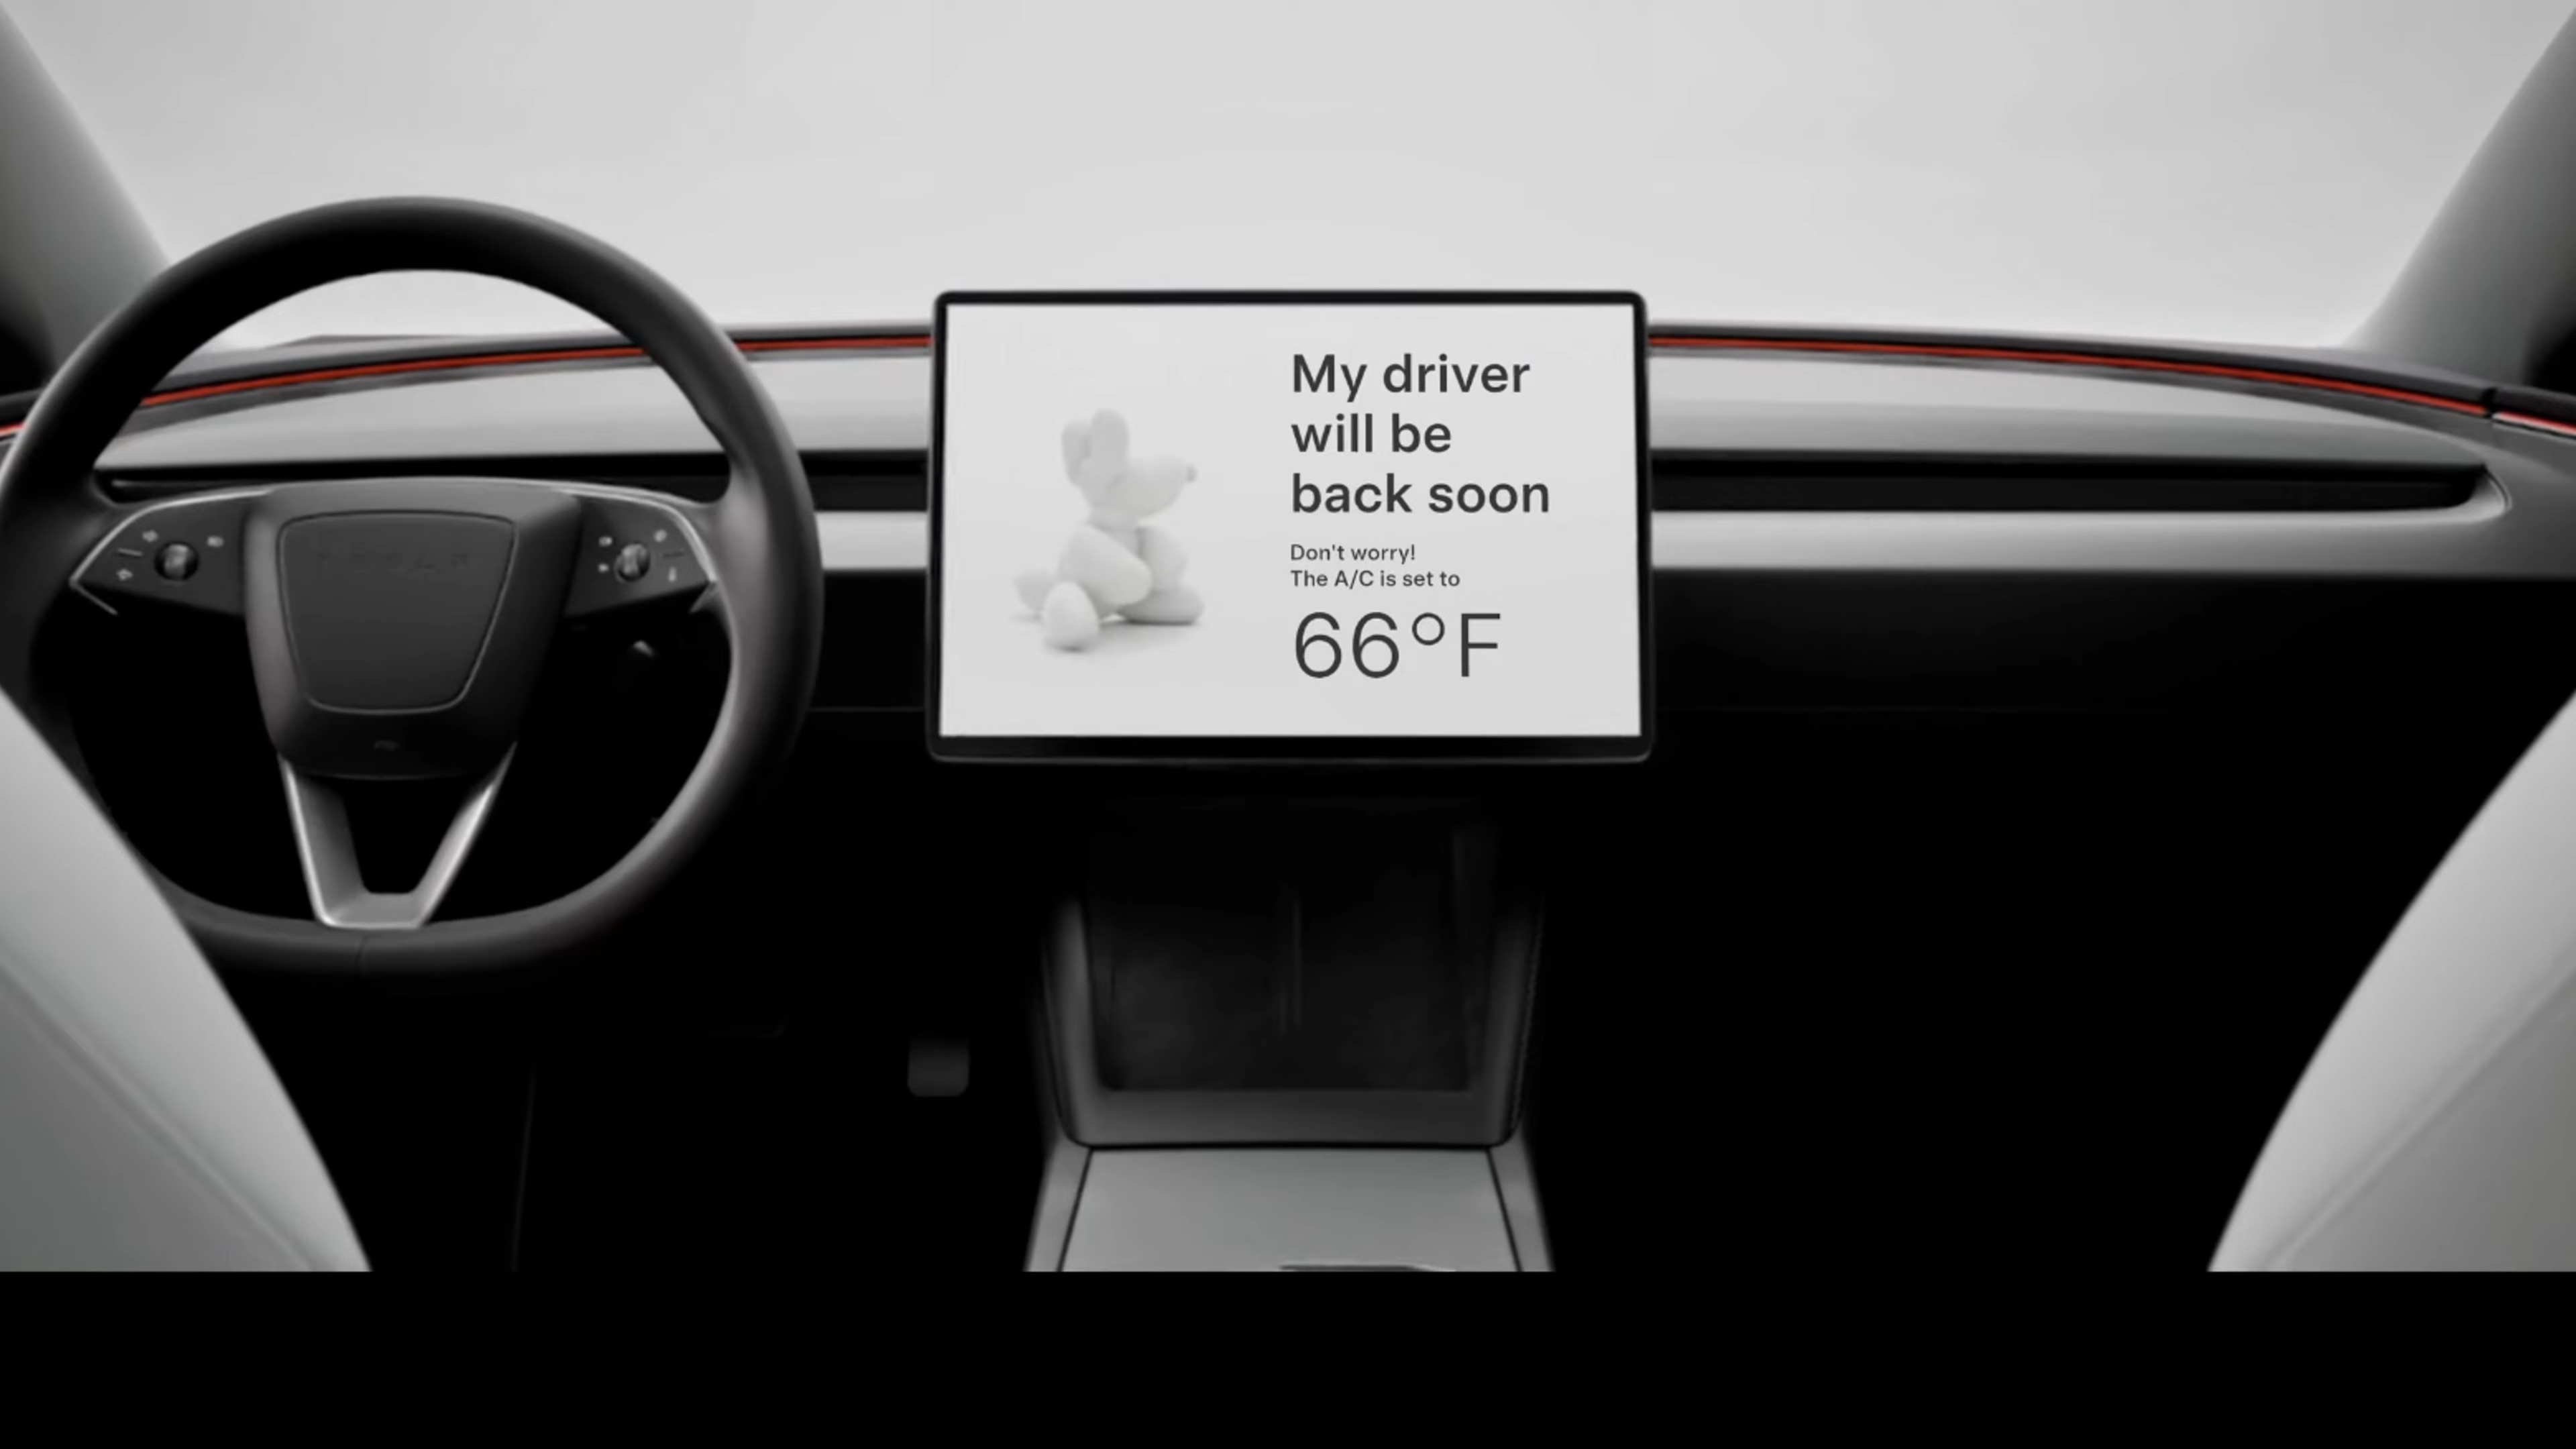 My driver
will be
back soon
Don't worry!
The A/C is set to
66°F